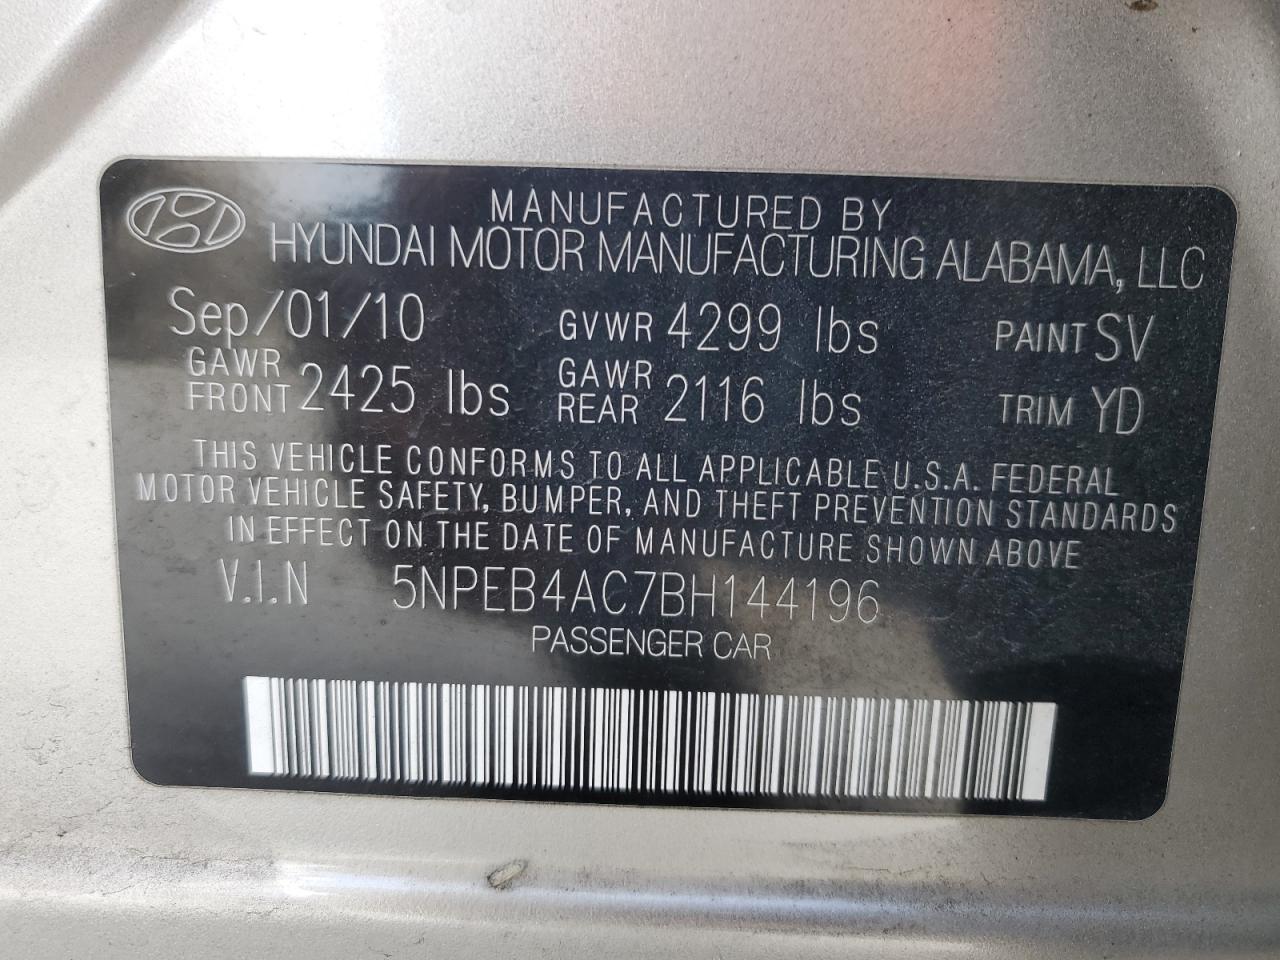 MANUFACTURED BY
HYUNDAI MOTOR MANUFACTURING ALABAMA, LLC
Sep/01/10 GVWR 4299 lbs PAINT SV
GAWR FRONT 2425 lbs GAWR REAR 2116 lbs TRIM YD
THIS VEHICLE CONFORMS TO ALL APPLICABLE U.S.A. FEDERAL
MOTOR VEHICLE SAFETY, BUMPER, AND THEFT PREVENTION STANDARDS
IN EFFECT ON THE DATE OF MANUFACTURE SHOWN ABOVE
V.I.N 5NPEB4AC7BH144196
PASSENGER CAR